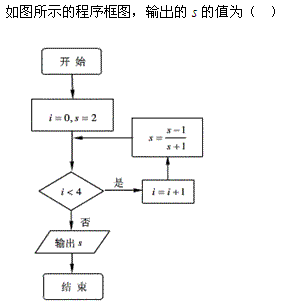 如图所示的程序框图，输出的 s 的值为（ ）
开 始
i=0,s=2
s=\frac{s-1}{s+1}
i<4
是
i=i+1
否
输出 s
结 束